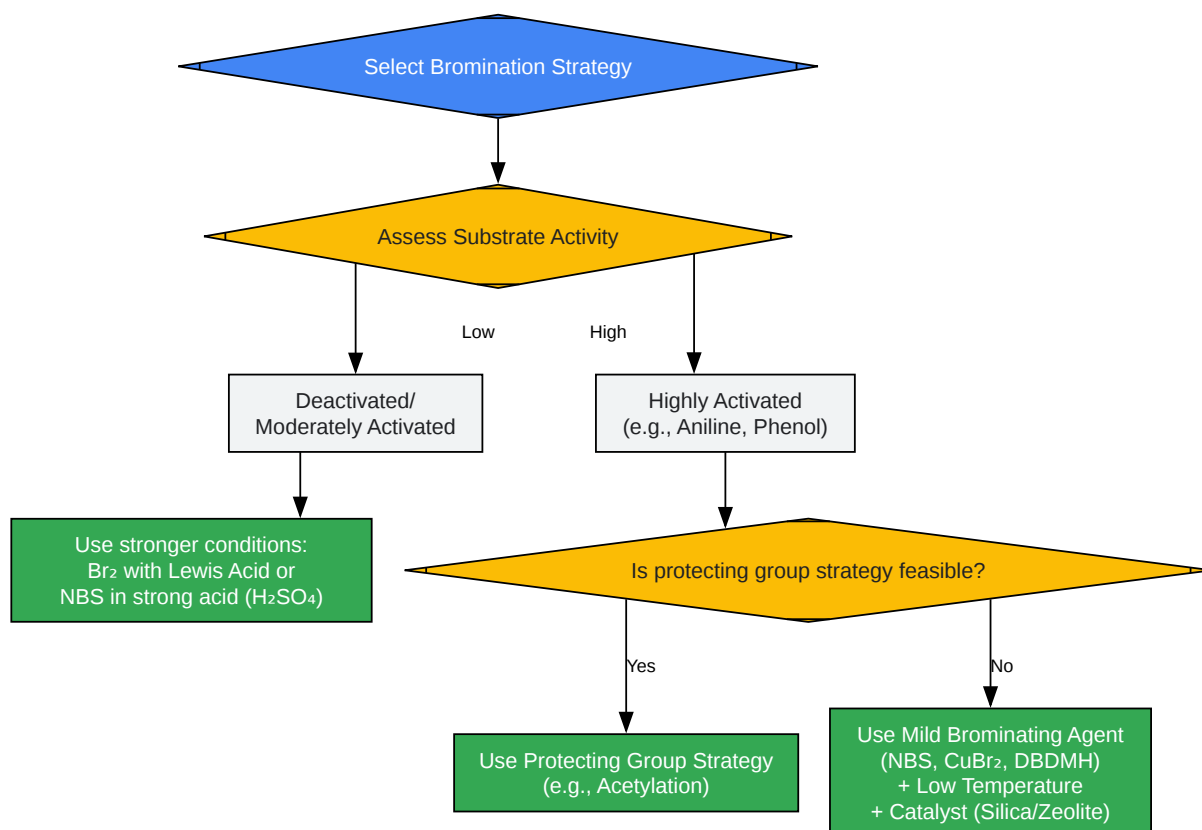 Select Bromination Strategy
Assess Substrate Activity
Low
High
Deactivated/
Moderately Activated
Highly Activated
(e.g., Aniline, Phenol)
Use stronger conditions:
Br₂ with Lewis Acid or
NBS in strong acid (H₂SO₄)
Is protecting group strategy feasible?
Yes
No
Use Protecting Group Strategy
(e.g., Acetylation)
Use Mild Brominating Agent
(NBS, CuBr₂, DBDMH)
+ Low Temperature
+ Catalyst (Silica/Zeolite)